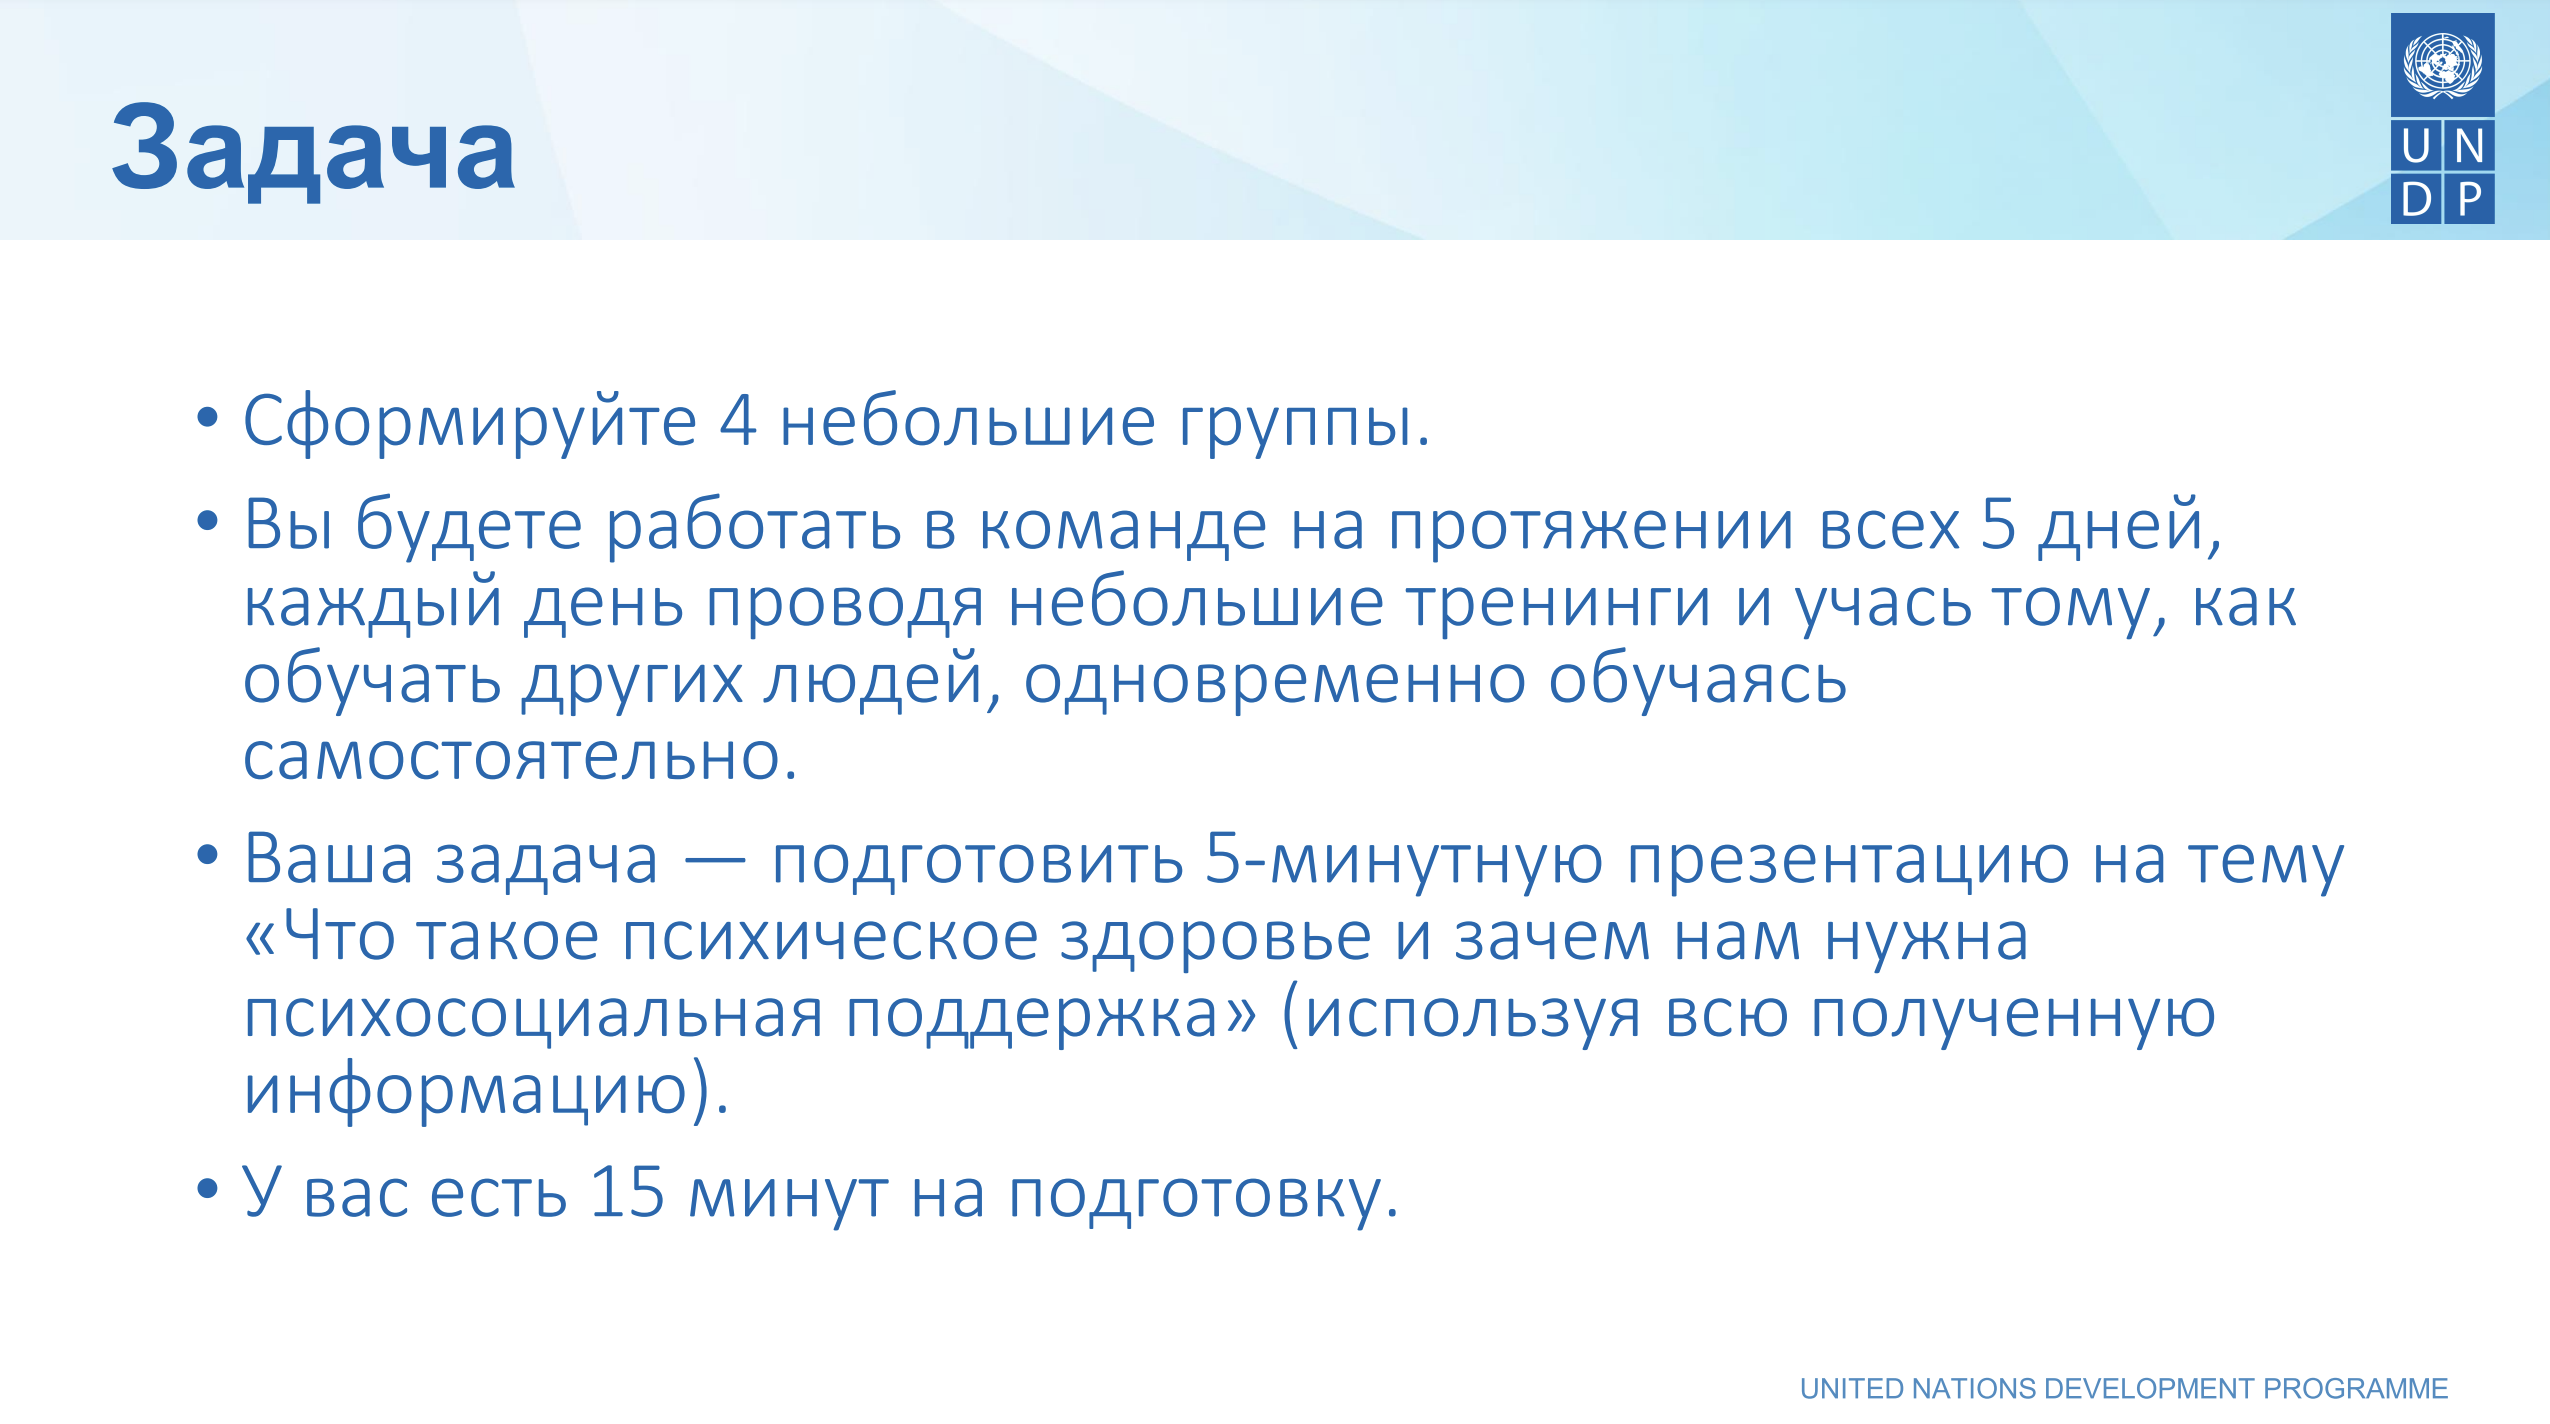 Задача
UN
DP
• Сформируйте 4 небольшие группы.
• Вы будете работать в команде на протяжении всех 5 дней,
каждый день проводя небольшие тренинги и учась тому, как
обучать других людей, одновременно обучаясь
самостоятельно.
• Ваша задача — подготовить 5-минутную презентацию на тему
«Что такое психическое здоровье и зачем нам нужна
психосоциальная поддержка» (используя всю полученную
информацию).
• У вас есть 15 минут на подготовку.
UNITED NATIONS DEVELOPMENT PROGRAMME